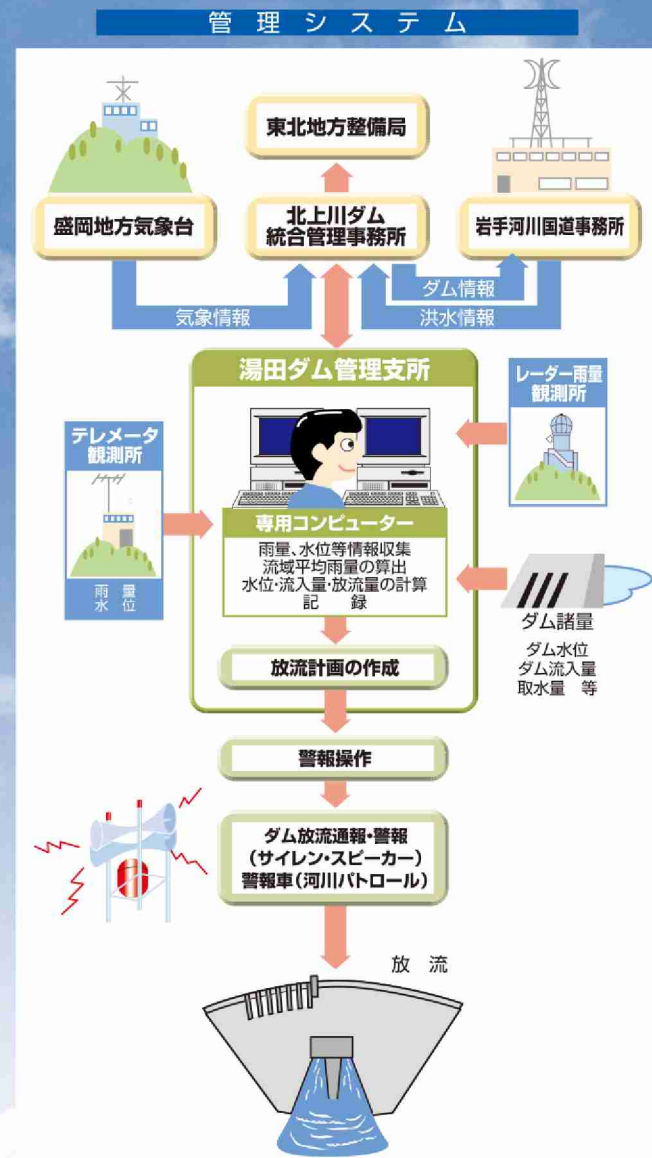 管理システム
東北地方整備局
盛岡地方気象台
北上川ダム
統合管理事務所
岩手河川国道事務所
気象情報
ダム情報
洪水情報
湯田ダム管理支所
レーダー雨量
観測所
テレメータ
観測所
雨量
水位
専用コンピューター
雨量、水位等情報収集
流域平均雨量の算出
水位・流入量・放流量の計算
記録
ダム諸量
ダム水位
ダム流入量
取水量 等
放流計画の作成
警報操作
ダム放流通報・警報
(サイレン・スピーカー)
警報車(河川パトロール)
放流